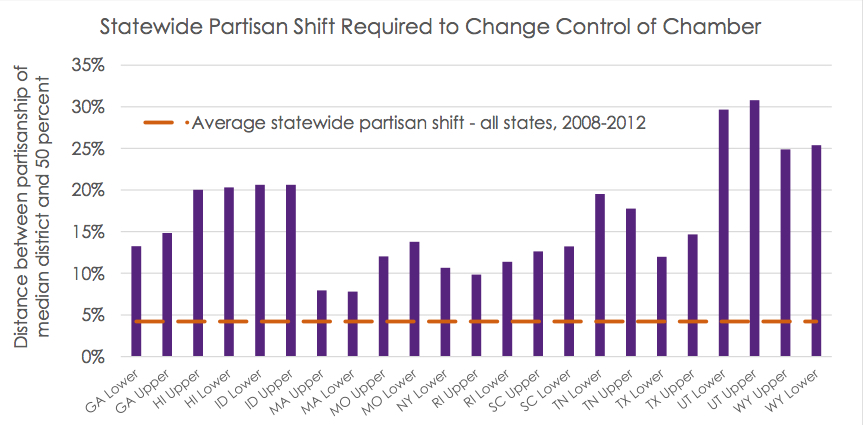 Statewide Partisan Shift Required to Change Control of Chamber
Distance between partisanship of
median district and 50 percent
35%
30%
25%
20%
15%
10%
5%
0%
Average statewide partisan shift - all states, 2008-2012
GA Lower
GA Upper
HI Upper
HI Lower
ID Lower
ID Upper
MA Upper
MA Lower
MO Upper
MO Lower
NY Lower
RI Upper
RI Lower
SC Upper
SC Lower
TN Lower
TN Upper
TX Lower
TX Upper
UT Lower
UT Upper
WY Upper
WY Lower